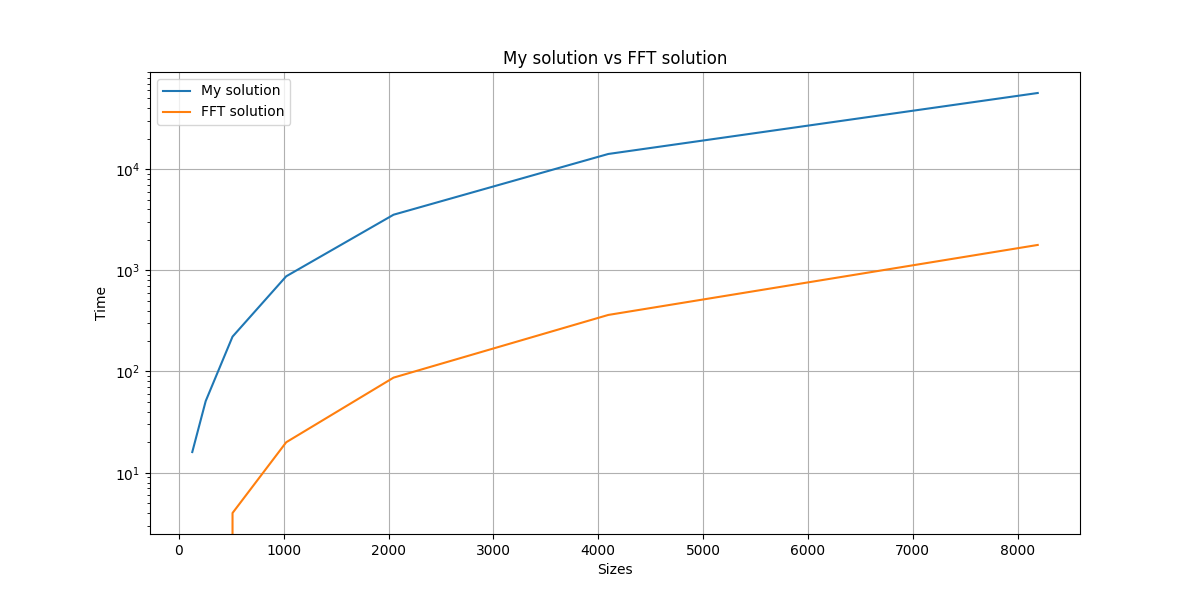 My solution vs FFT solution
My solution
FFT solution
10^4
10^3
10^2
10^1
Time
0 1000 2000 3000 4000 5000 6000 7000 8000
Sizes